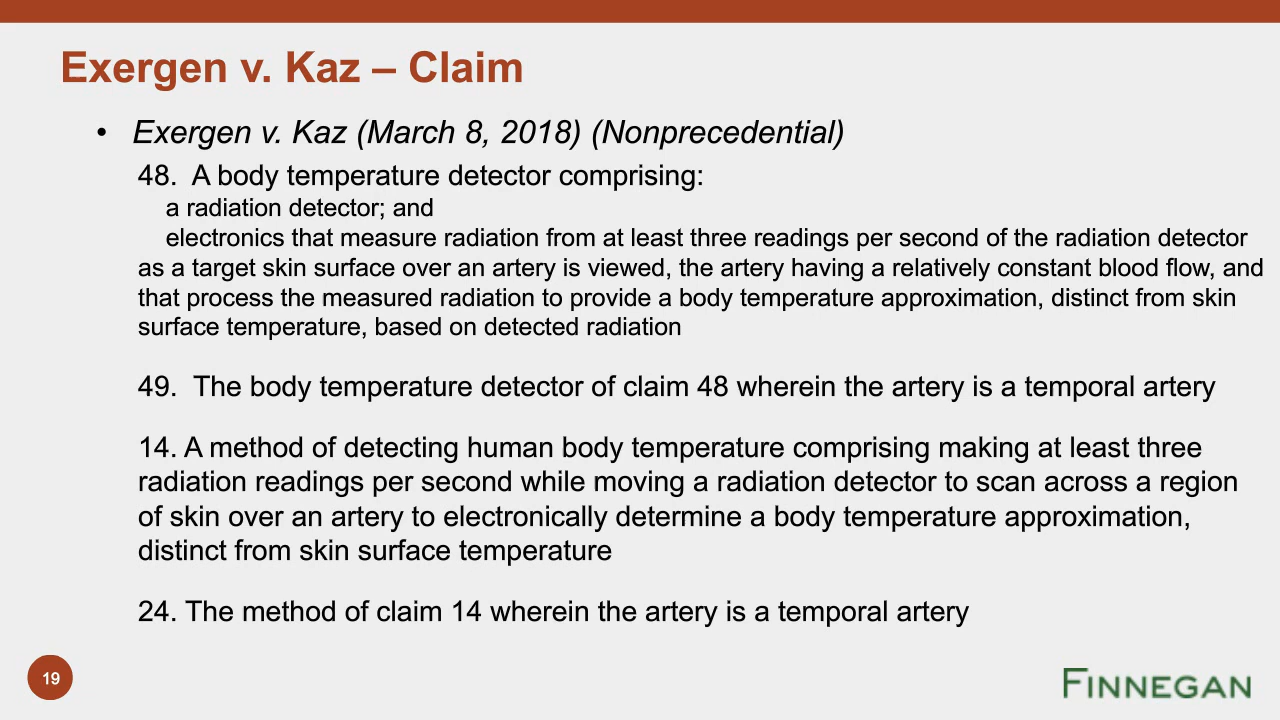 Exergen v. Kaz – Claim
• Exergen v. Kaz (March 8, 2018) (Nonprecedential)
48. A body temperature detector comprising:
a radiation detector; and
electronics that measure radiation from at least three readings per second of the radiation detector
as a target skin surface over an artery is viewed, the artery having a relatively constant blood flow, and
that process the measured radiation to provide a body temperature approximation, distinct from skin
surface temperature, based on detected radiation
49. The body temperature detector of claim 48 wherein the artery is a temporal artery
14. A method of detecting human body temperature comprising making at least three
radiation readings per second while moving a radiation detector to scan across a region
of skin over an artery to electronically determine a body temperature approximation,
distinct from skin surface temperature
24. The method of claim 14 wherein the artery is a temporal artery
19
FINNEGAN